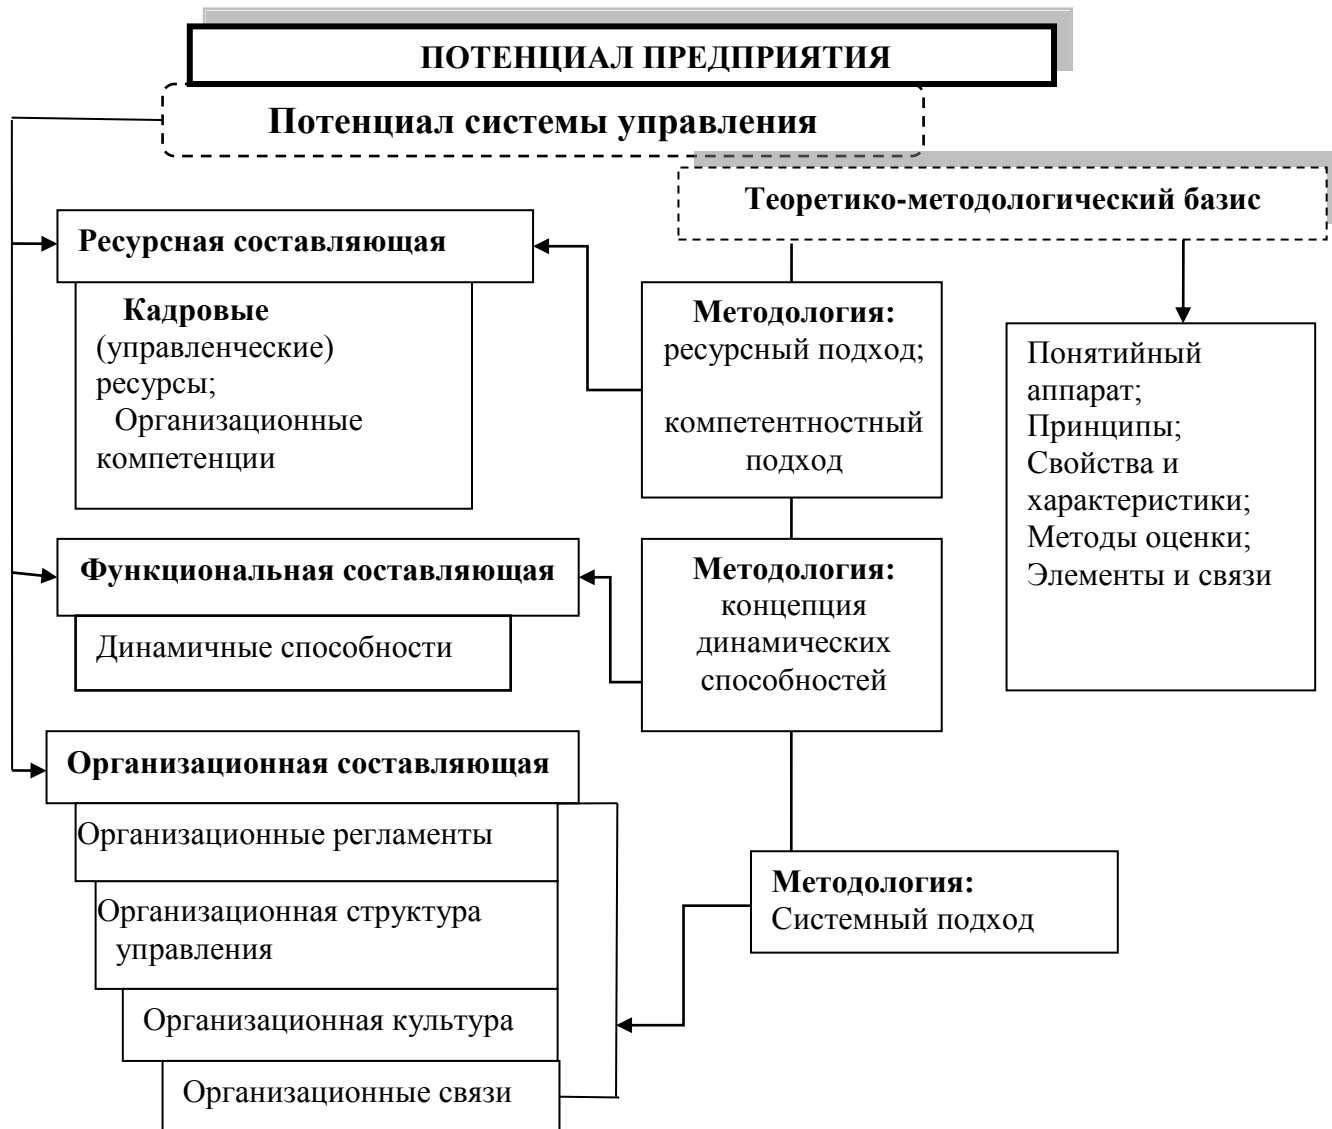 ПОТЕНЦИАЛ ПРЕДПРИЯТИЯ
Потенциал системы управления
Теоретико-методологический базис
Ресурсная составляющая
Кадровые
(управленческие)
ресурсы;
Организационные
компетенции
Методология:
ресурсный подход;
компетентностный
подход
Понятийный
аппарат;
Принципы;
Свойства и
характеристики;
Методы оценки;
Элементы и связи
Функциональная составляющая
Динамичные способности
Методология:
концепция
динамических
способностей
Организационная составляющая
Организационные регламенты
Организационная структура
управления
Организационная культура
Организационные связи
Методология:
Системный подход